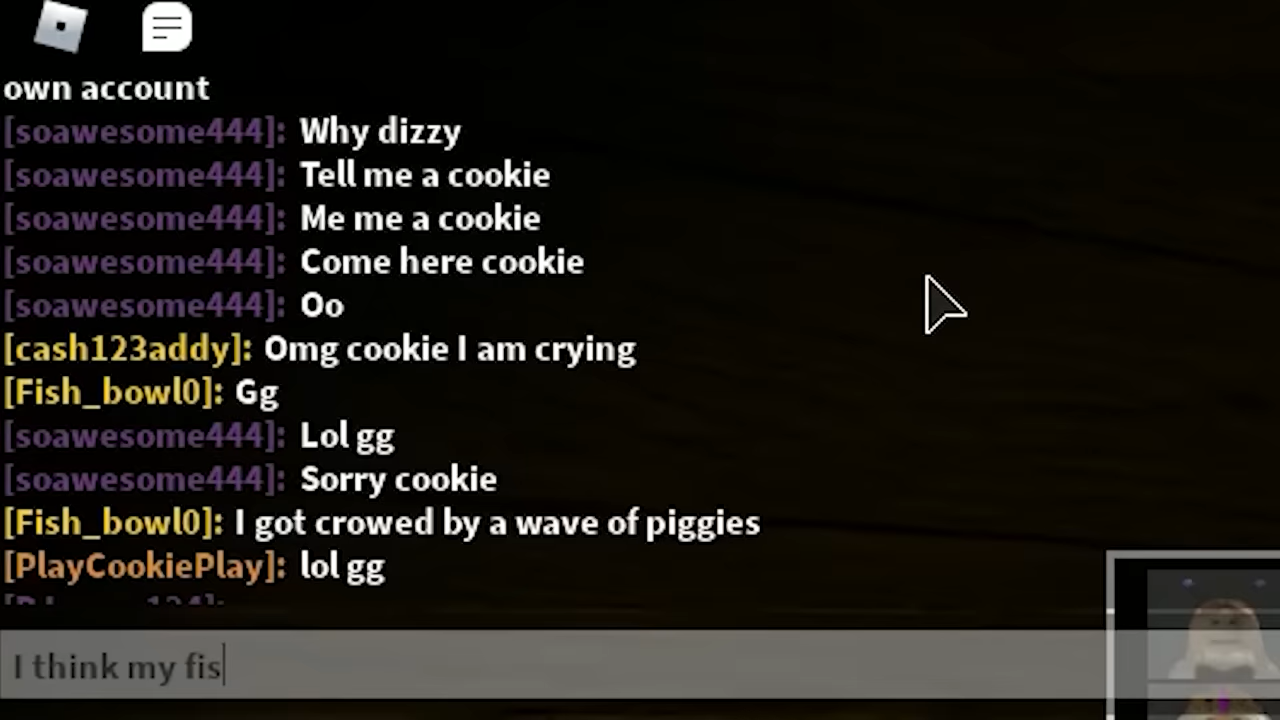 own account
[soawesome444]: Why dizzy
[soawesome444]: Tell me a cookie
[soawesome444]: Me me a cookie
[soawesome444]: Come here cookie
[soawesome444]: Oo
[cash123addy]: Omg cookie I am crying
[Fish_bowl0]: Gg
[soawesome444]: Lol gg
[soawesome444]: Sorry cookie
[Fish_bowl0]: I got crowed by a wave of piggies
[PlayCookiePlay]: lol gg
I think my fis